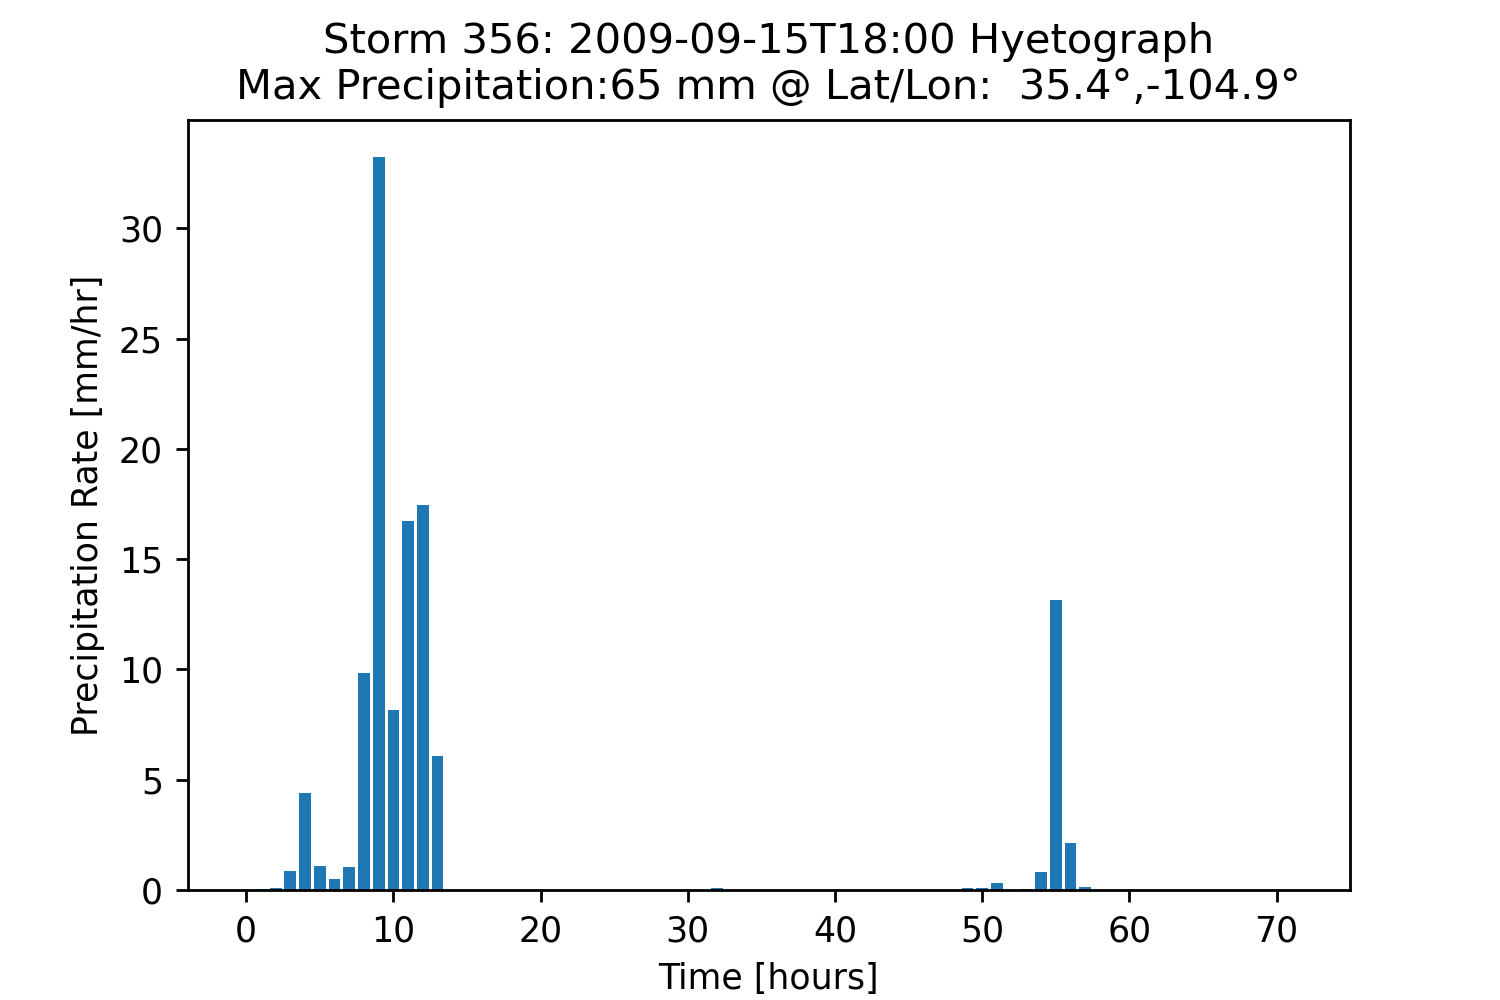 Storm 356: 2009-09-15T18:00 Hyetograph
Max Precipitation:65 mm @ Lat/Lon:  35.4°,-104.9°
Precipitation Rate [mm/hr]
30
25
20
15
10
5
0
0 10 20 30 40 50 60 70
Time [hours]